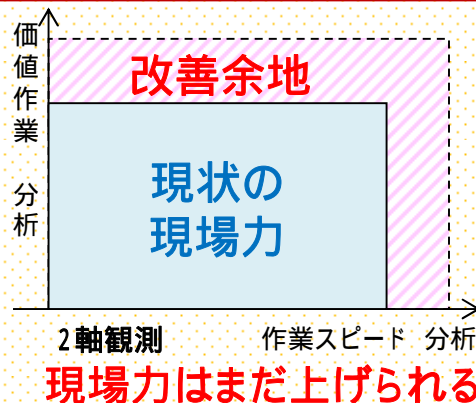 価値作業 分析
改善余地
現状の
現場力
2軸観測
作業スピード 分析
現場力はまだ上げられる